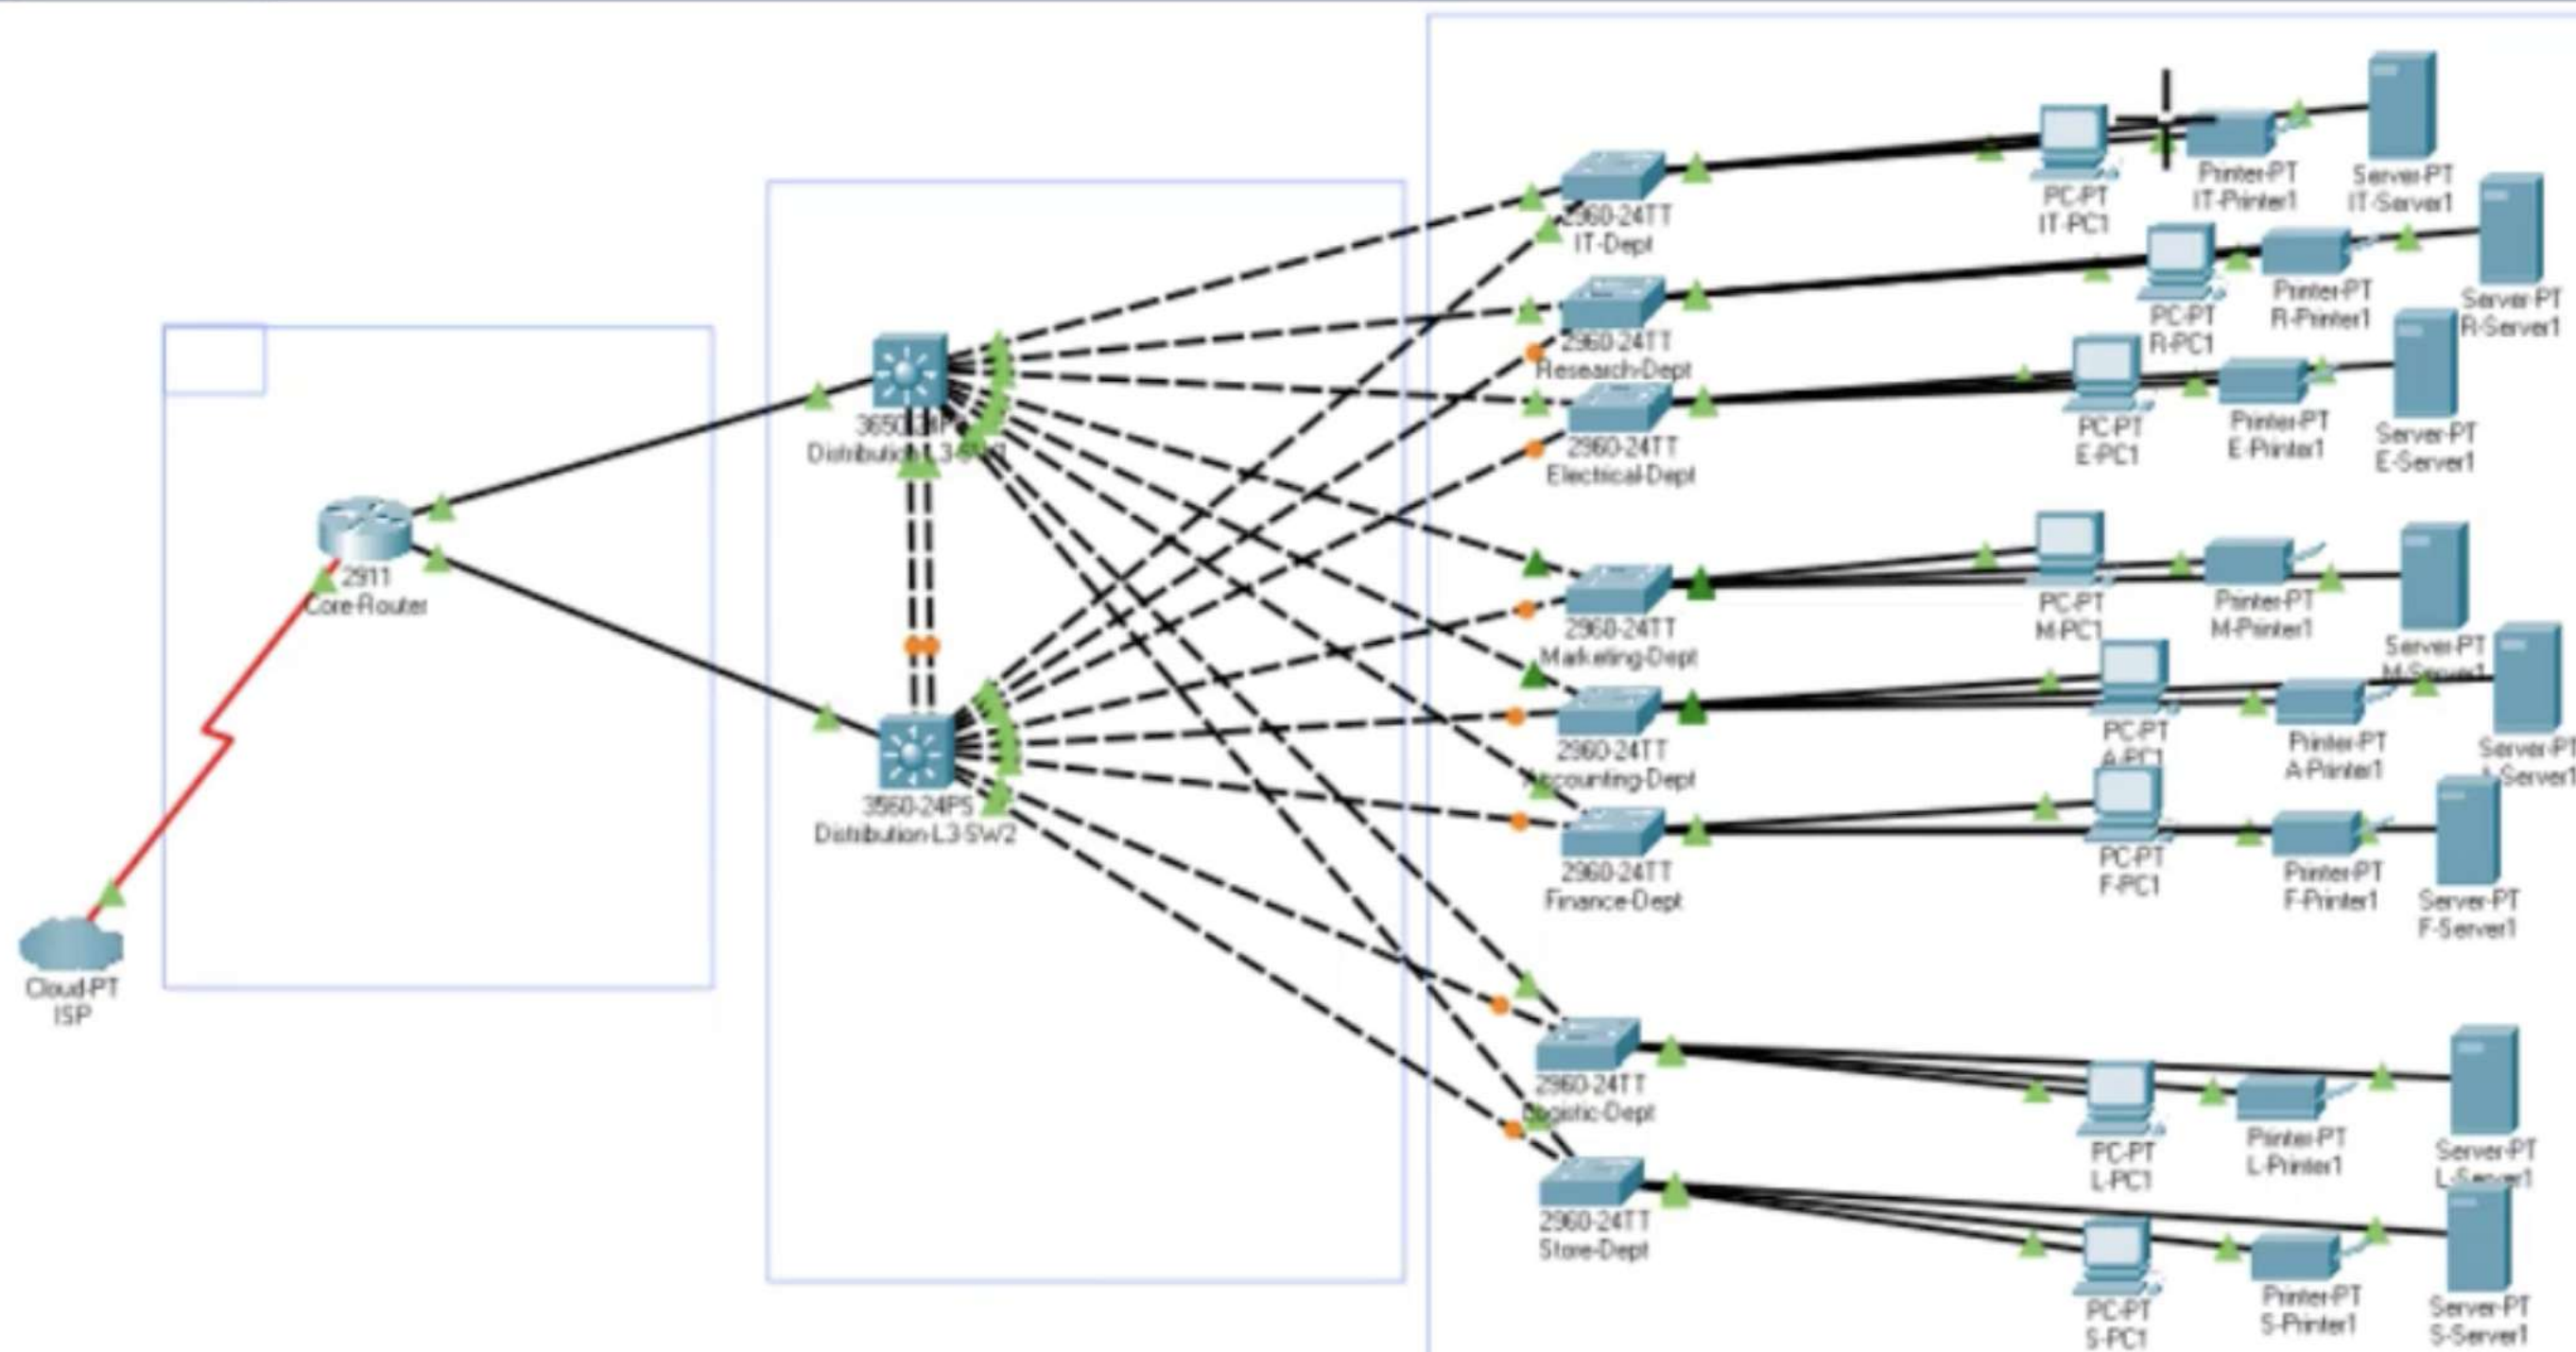 PC-PT
IT-PC1
Printer-PT
IT-Printer1
Server-PT
IT-Server1
2960-24TT
IT-Dept
PC-PT
R-PC1
Printer-PT
R-Printer1
Server-PT
R-Server1
2960-24TT
Research-Dept
PC-PT
E-PC1
Printer-PT
E-Printer1
Server-PT
E-Server1
2960-24TT
Electrical-Dept
2911
Core-Router
PC-PT
M-PC1
Printer-PT
M-Printer1
Server-PT
M-Server1
2960-24TT
Marketing-Dept
PC-PT
A-PC1
Printer-PT
A-Printer1
Server-PT
2960-24TT
Accounting-Dept
3560-24PS
Distribution-L3-SW2
PC-PT
F-PC1
Printer-PT
F-Printer1
Server-PT
F-Server1
2960-24TT
Finance-Dept
Cloud-PT
ISP
2960-24TT
Logistic-Dept
PC-PT
L-PC1
Printer-PT
L-Printer1
Server-PT
L-Server1
2960-24TT
Store-Dept
PC-PT
S-PC1
Printer-PT
S-Printer1
Server-PT
S-Server1